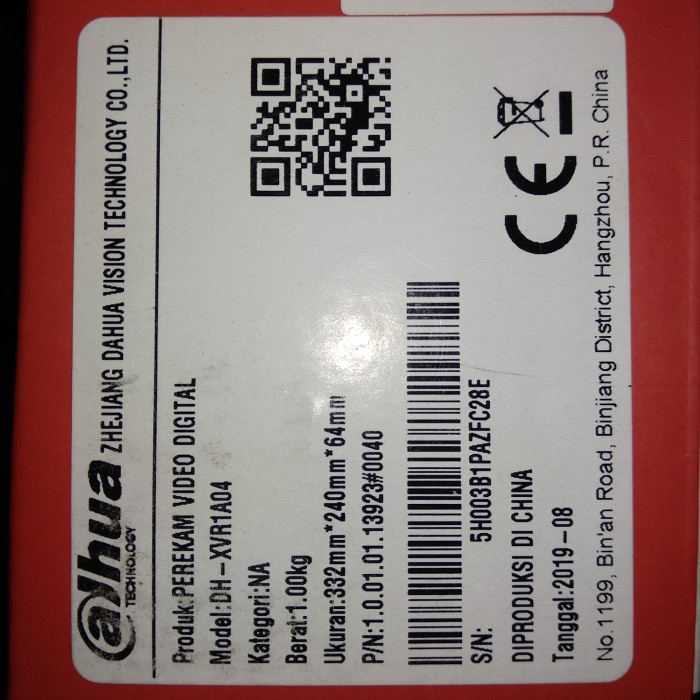 alhua
TECHNOLOGY
ZHEJIANG DAHUA VISION TECHNOLOGY CO.,LTD.
Produk:PEREKAM VIDEO DIGITAL
Model:DH-XVR1A04
Kategori:NA
Berat:1.00kg
Ukuran:332mm*240mm*64mm
P/N:1.0.01.01.13923#0040
S/N: 5H003B1PAZFC28E
DIPRODUKSI DI CHINA
Tanggal:2019-08
CE
No.1199, Bin'an Road, Binjiang District, Hangzhou, P.R. China